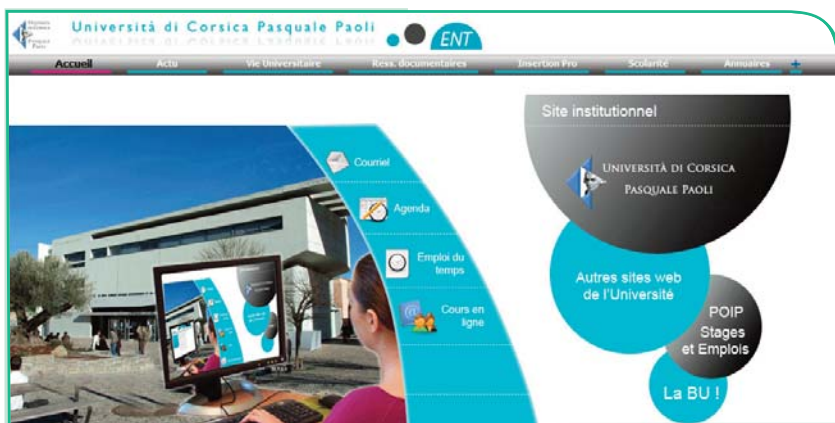 Università di Corsica Pasquale Paoli
ENT
Accueil Actu Vie Universitaire Ress. documentaires Insertion Pro Scolarité Annuaires +
Site institutionnel
UNIVERSITÀ DI CORSICA
PASQUALE PAOLI
Courriel
Agenda
Emploi du
temps
Cours en
ligne
Autres sites web
de l'Université
POIP
Stages
et Emplois
La BU !